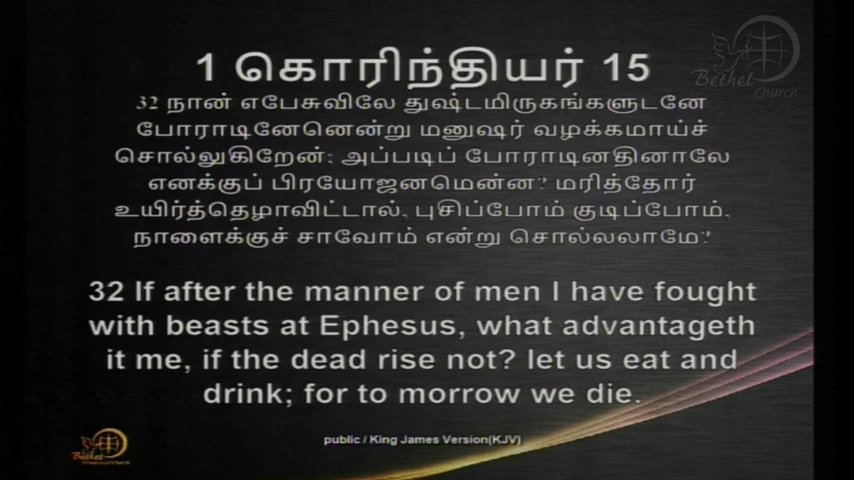 Bethel
Church
1 கொரிந்தியர் 15
32 நான் எபேசுவிலே துஷ்டமிருகங்களுடனே
போராடினேனென்று மனுஷர் வழக்கமாய்ச்
சொல்லுகிறேன்; அப்படிப் போராடினதினாலே
எனக்குப் பிரயோஜனமென்ன? மரித்தோர்
உயிர்த்தெழாவிட்டால், புசிப்போம் குடிப்போம்,
நாளைக்குச் சாவோம் என்று சொல்லலாமே?
32 If after the manner of men I have fought
with beasts at Ephesus, what advantageth
it me, if the dead rise not? let us eat and
drink; for to morrow we die.
public / King James Version(KJV)
Bethel